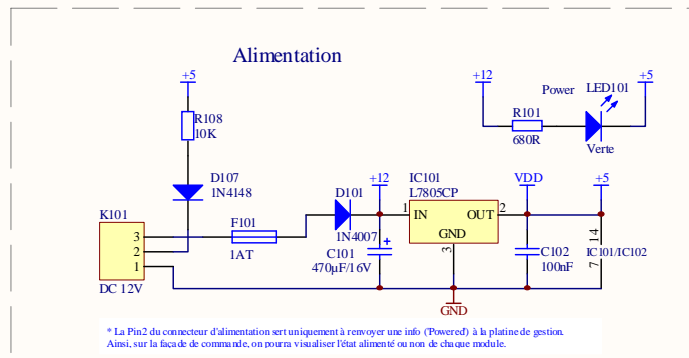 Alimentation
+5
+12
Power
LED101
+5
R108
10K
R101
680R
Verte
D107
1N4148
D101
+12
IC101
L7805CP
VDD
+5
K101
F101
1
IN
OUT
2
3
2
1
1AT
1N4007
GND
3
+
C101
470µF/16V
C102
100nF
14
7
IC101/IC102
DC 12V
GND
* La Pin2 du connecteur d'alimentation sert uniquement à renvoyer une info ('Powered') à la platine de gestion.
Ainsi, sur la façade de commande, on pourra visualiser l'état alimenté ou non de chaque module.